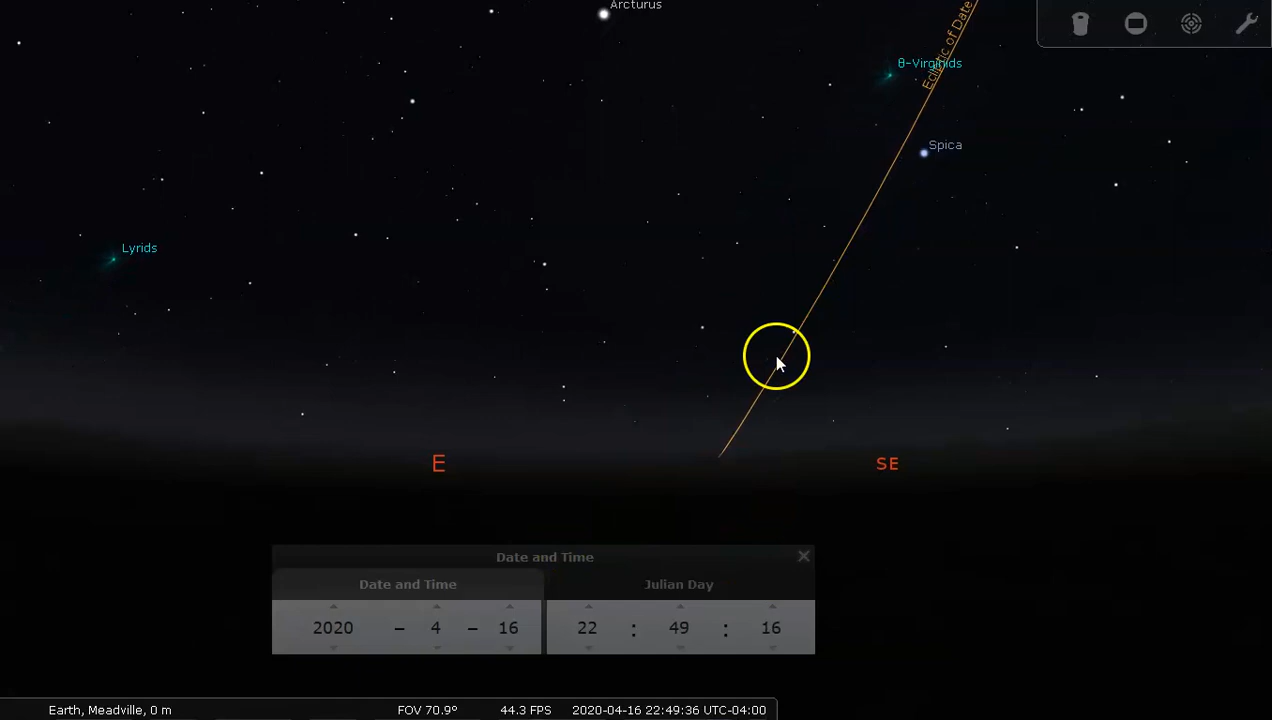 Arcturus
Ecliptic of Date
θ-Virginids
Spica
Lyrids
E
SE
Date and Time
Date and Time
Julian Day
2020 – 4 – 16 22 : 49 : 16
Earth, Meadville, 0 m FOV 70.9° 44.3 FPS 2020-04-16 22:49:36 UTC-04:00